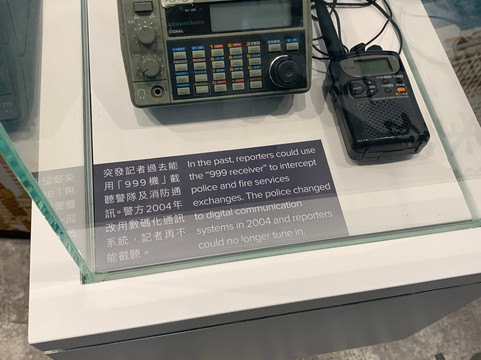 SIGNAL
突發記者過去能
用「999機」截
聽警隊及消防通
訊。警方2004年
改用數碼化通訊
系統，記者再不
能截聽。
In the past, reporters could use
the “999 receiver” to intercept
police and fire services
exchanges. The police changed
to digital communication
systems in 2004 and reporters
could no longer tune in.